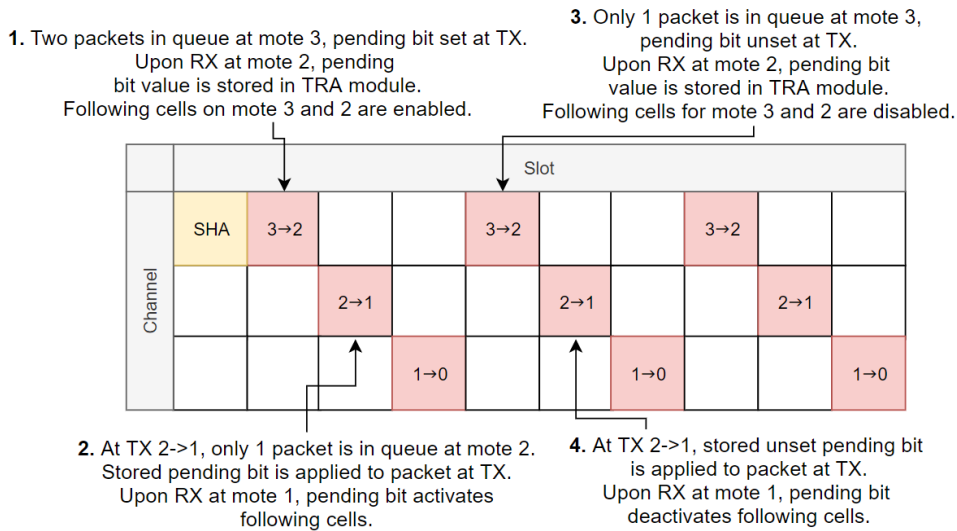 1. Two packets in queue at mote 3, pending bit set at TX.
Upon RX at mote 2, pending
bit value is stored in TRA module.
Following cells on mote 3 and 2 are enabled.
3. Only 1 packet is in queue at mote 3,
pending bit unset at TX.
Upon RX at mote 2, pending bit
value is stored in TRA module.
Following cells for mote 3 and 2 are disabled.
Slot
Channel
SHA 3→2 3→2 3→2
2→1 2→1 2→1
1→0 1→0 1→0
2. At TX 2->1, only 1 packet is in queue at mote 2.
Stored pending bit is applied to packet at TX.
Upon RX at mote 1, pending bit activates
following cells.
4. At TX 2->1, stored unset pending bit
is applied to packet at TX.
Upon RX at mote 1, pending bit
deactivates following cells.